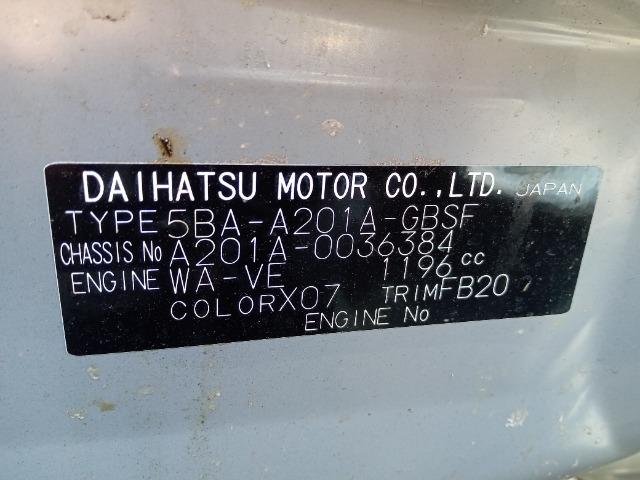 DAIHATSU MOTOR CO.,LTD. JAPAN
TYPE 5BA-A201A-GBSF
CHASSIS No A201A-0036384
ENGINE WA-VE 1196 cc
COLOR X07 TRIM FB20
ENGINE No